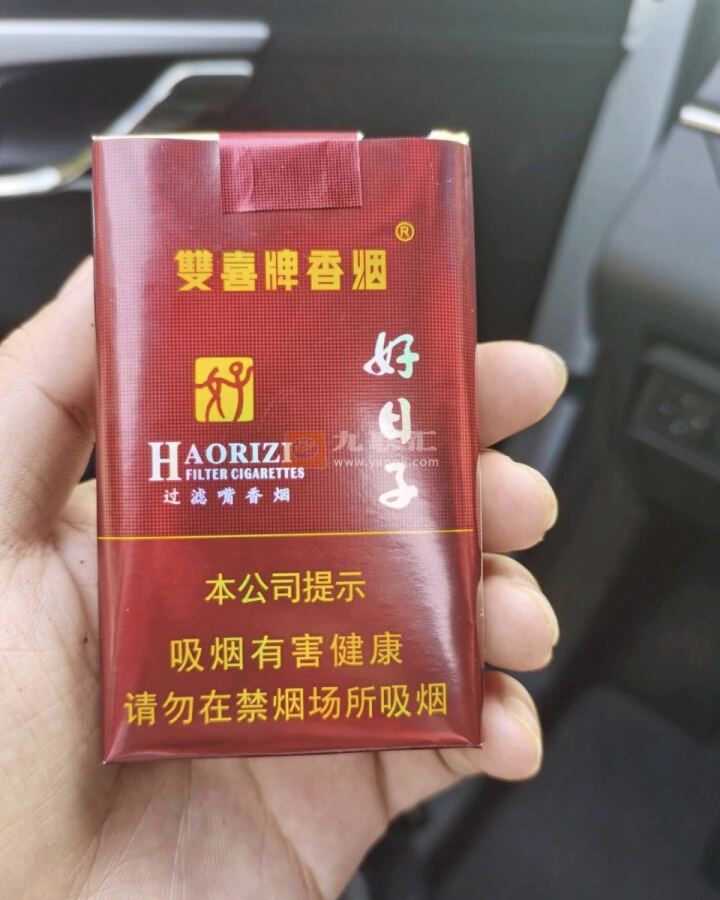 雙喜牌香烟®
好日子
HAORIZI
FILTER CIGARETTES
过滤嘴香烟
www.y
本公司提示
吸烟有害健康
请勿在禁烟场所吸烟